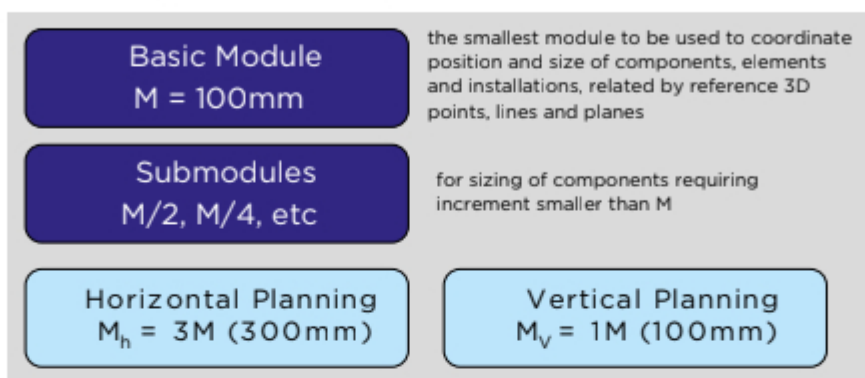 Basic Module
M = 100mm
the smallest module to be used to coordinate
position and size of components, elements
and installations, related by reference 3D
points, lines and planes
Submodules
M/2, M/4, etc
for sizing of components requiring
increment smaller than M
Horizontal Planning
Mh = 3M (300mm)
Vertical Planning
MV = 1M (100mm)